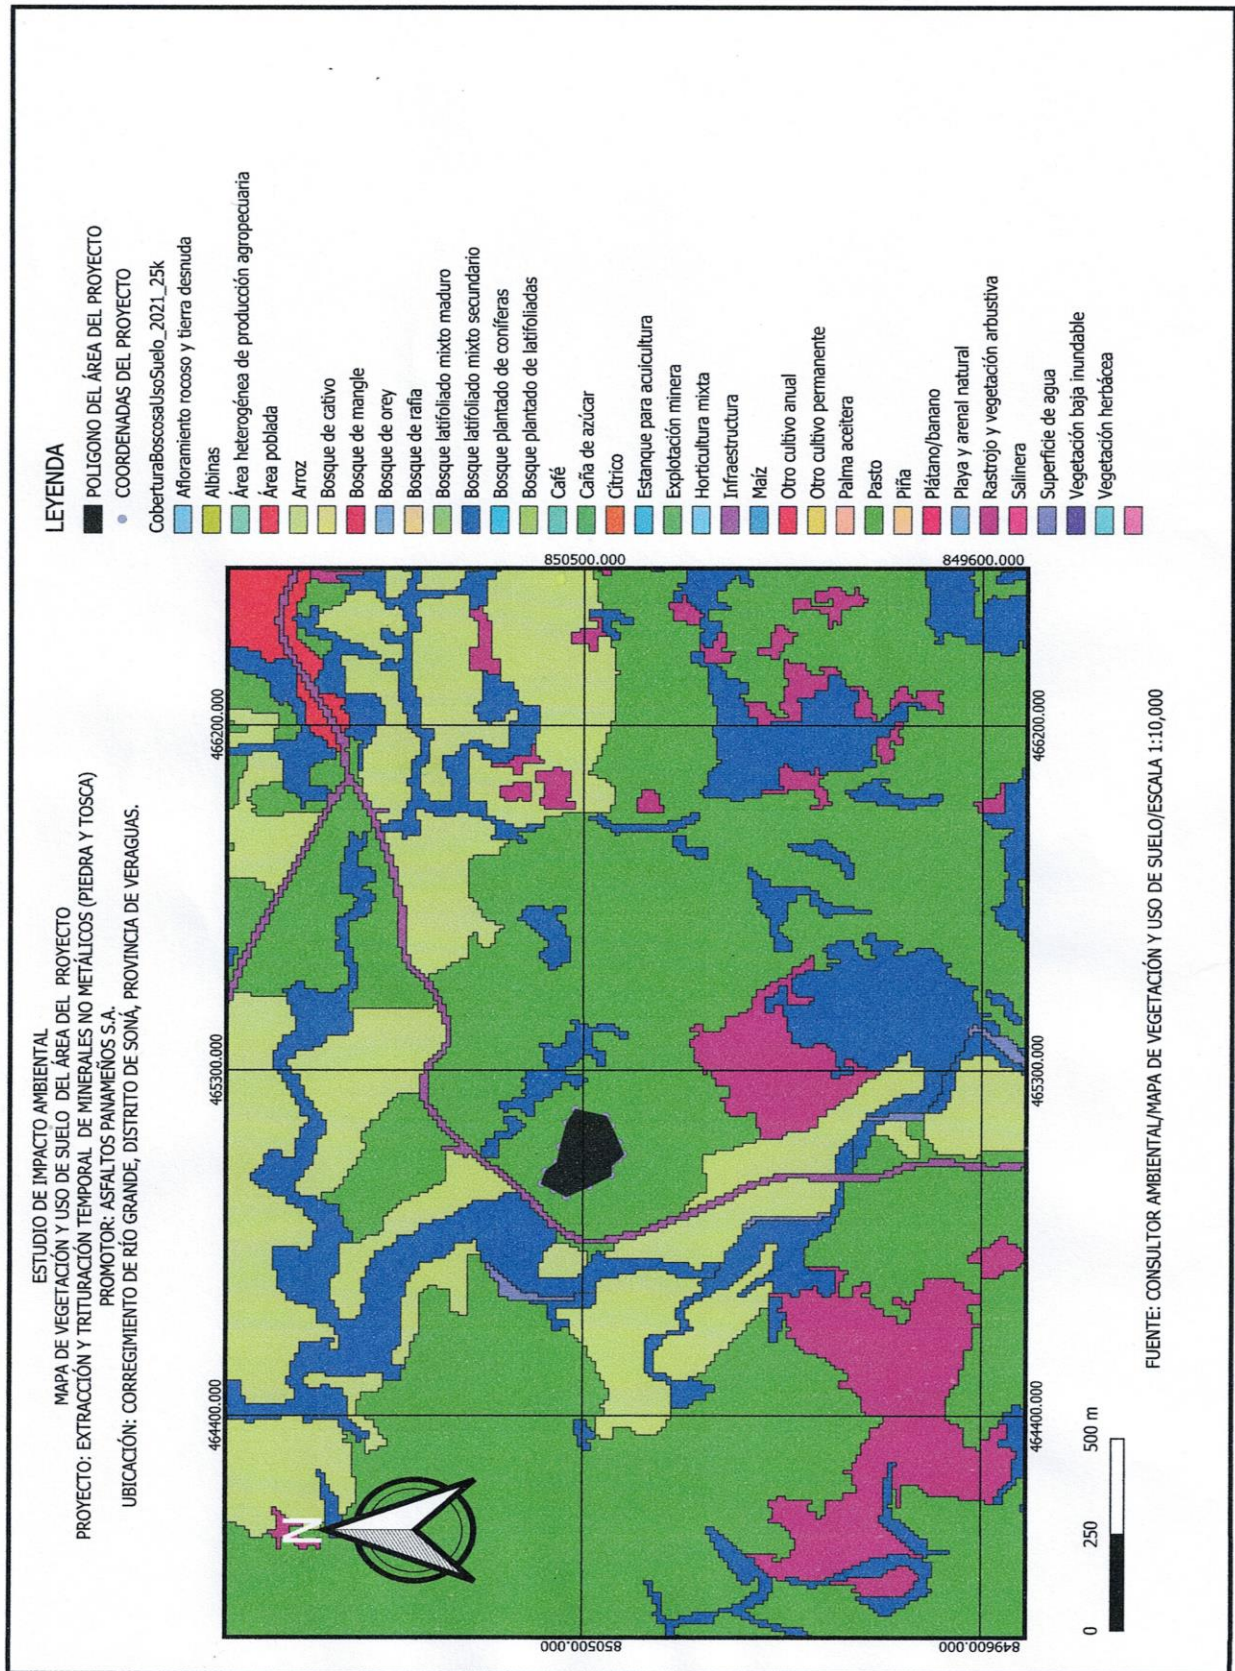 ESTUDIO DE IMPACTO AMBIENTAL
MAPA DE VEGETACIÓN Y USO DE SUELO DEL ÁREA DEL PROYECTO
PROYECTO: EXTRACCIÓN Y TRITURACIÓN TEMPORAL DE MINERALES NO METÁLICOS (PIEDRA Y TOSCA)
PROMOTOR: ASFALTOS PANAMEÑOS S.A.
UBICACIÓN: CORREGIMIENTO DE RÍO GRANDE, DISTRITO DE SONÁ, PROVINCIA DE VERAGUAS.
464400.000
465300.000
466200.000
N
850500.000
850500.000
849600.000
849600.000
464400.000
465300.000
466200.000
LEYENDA
POLIGONO DEL ÁREA DEL PROYECTO
COORDENADAS DEL PROYECTO
CoberturaBoscosaUsoSuelo_2021_25k
Afloramiento rocoso y tierra desnuda
Albinas
Área heterogénea de producción agropecuaria
Área poblada
Arroz
Bosque de cativo
Bosque de mangle
Bosque de orey
Bosque de rafia
Bosque latifoliado mixto maduro
Bosque latifoliado mixto secundario
Bosque plantado de coníferas
Bosque plantado de latifoliadas
Café
Caña de azúcar
Cítrico
Estanque para acuicultura
Explotación minera
Horticultura mixta
Infraestructura
Maíz
Otro cultivo anual
Otro cultivo permanente
Palma aceitera
Pasto
Piña
Plátano/banano
Playa y arenal natural
Rastrojo y vegetación arbustiva
Salinera
Superficie de agua
Vegetación baja inundable
Vegetación herbácea
0 250 500 m
FUENTE: CONSULTOR AMBIENTAL/MAPA DE VEGETACIÓN Y USO DE SUELO/ESCALA 1:10,000